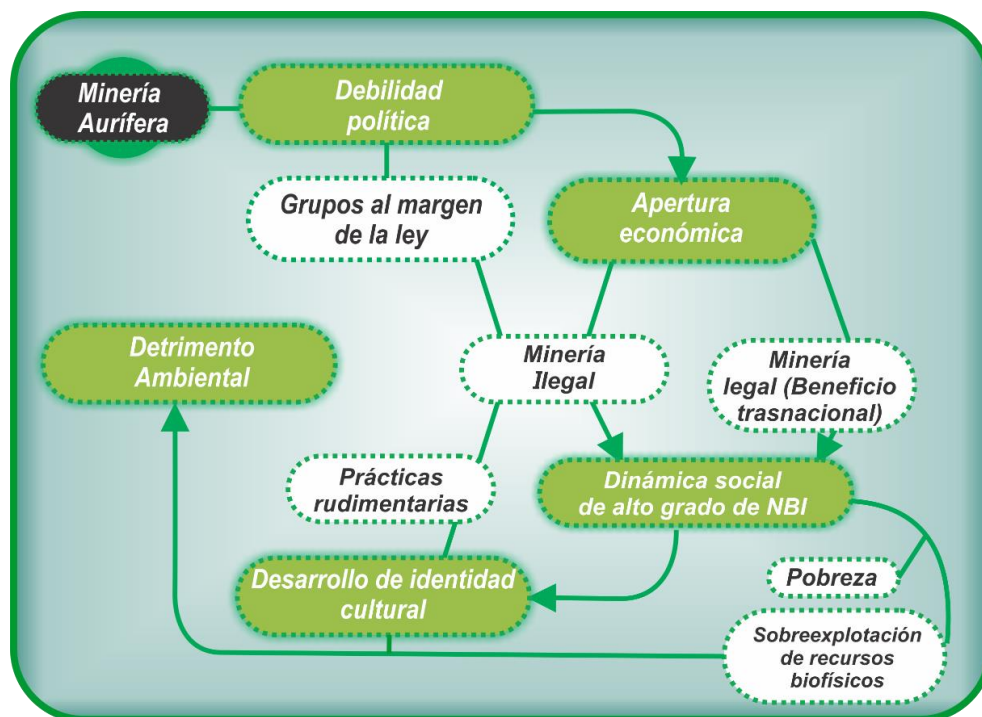 Minería
Aurífera
Debilidad
política
Grupos al margen
de la ley
Apertura
económica
Detrimento
Ambiental
Minería
Ilegal
Minería
legal (Beneficio
trasnacional)
Prácticas
rudimentarias
Dinámica social
de alto grado de NBI
Desarrollo de identidad
cultural
Pobreza
Sobreexplotación
de recursos
biofísicos